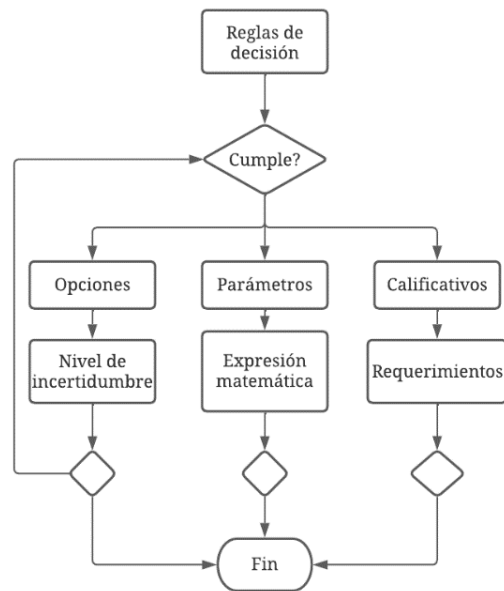 Reglas de
decisión
Cumple?
Opciones
Parámetros
Calificativos
Nivel de
incertidumbre
Expresión
matemática
Requerimientos
Fin